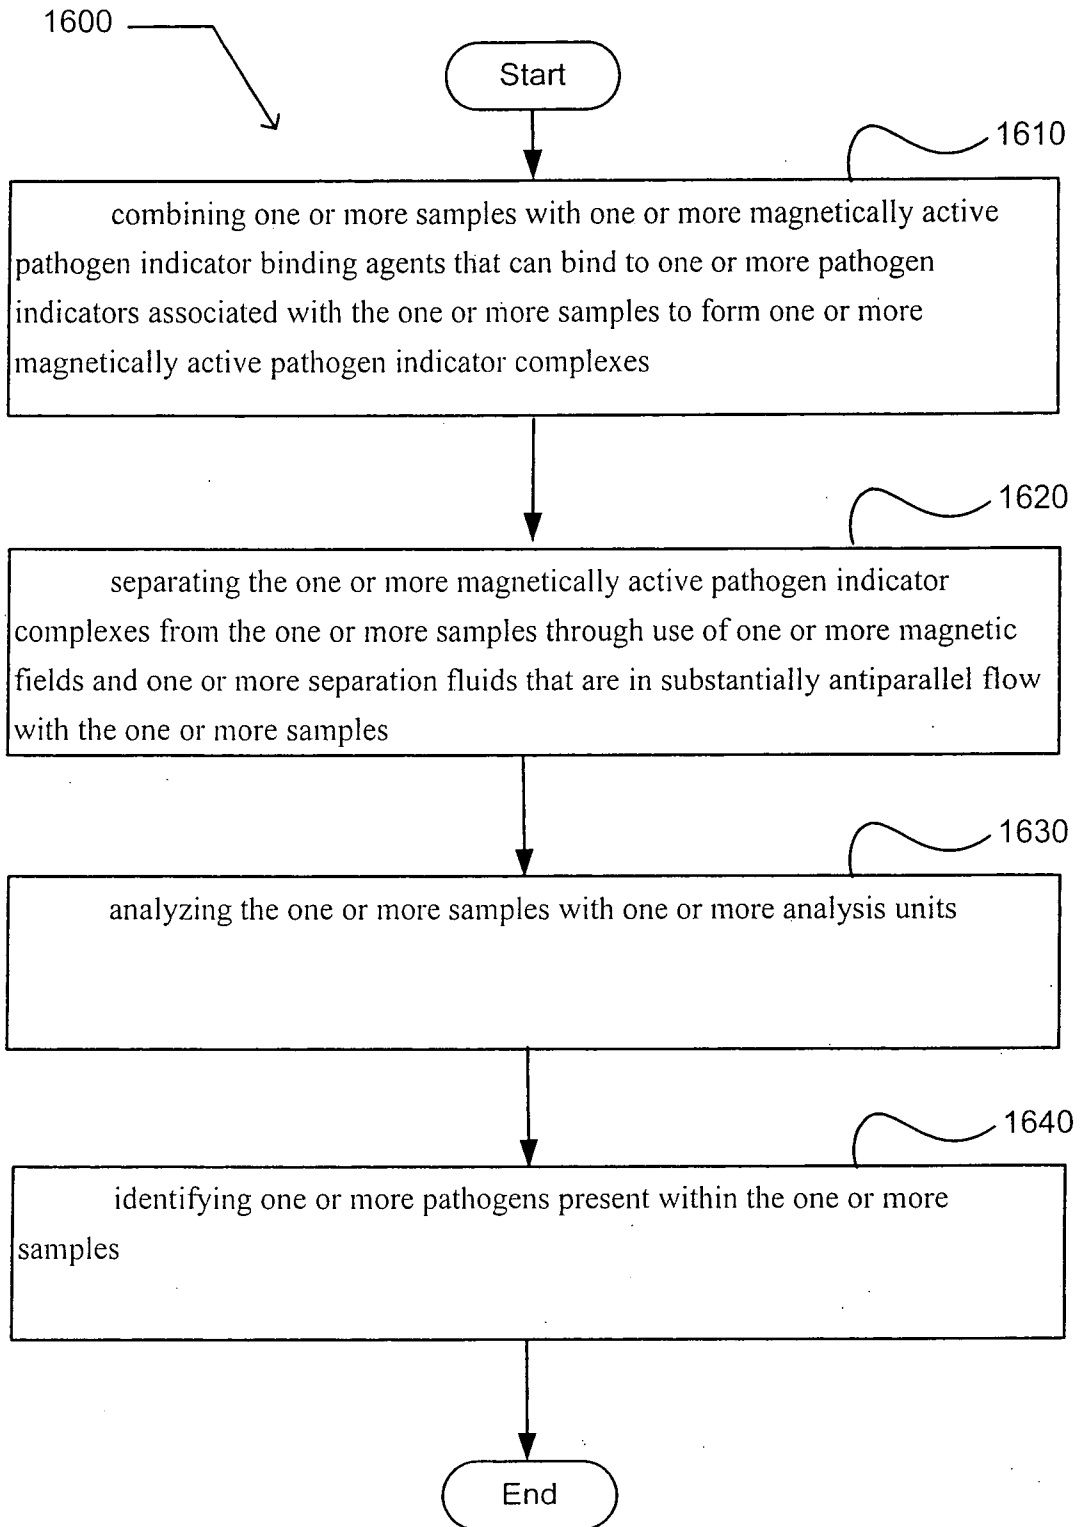 1600
Start
1610
combining one or more samples with one or more magnetically active
pathogen indicator binding agents that can bind to one or more pathogen
indicators associated with the one or more samples to form one or more
magnetically active pathogen indicator complexes
1620
separating the one or more magnetically active pathogen indicator
complexes from the one or more samples through use of one or more magnetic
fields and one or more separation fluids that are in substantially antiparallel flow
with the one or more samples
1630
analyzing the one or more samples with one or more analysis units
1640
identifying one or more pathogens present within the one or more
samples
End